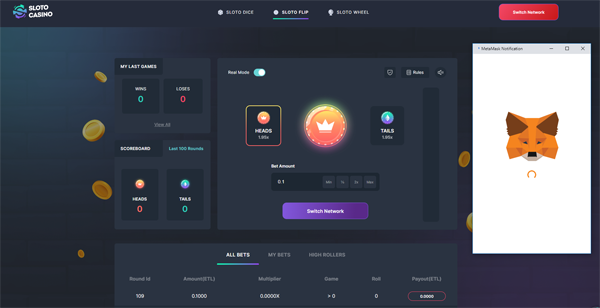 SLOTO CASINO
SLOTO DICE
SLOTO FLIP
SLOTO WHEEL
Switch Network
MetaMask Notification
MY LAST GAMES
WINS
LOSES
0
0
View All
SCOREBOARD
Last 100 Rounds
HEADS
TAILS
0
0
Real Mode
Rules
HEADS
1.95x
TAILS
1.95x
Bet Amount
0.1
Min
Max
Switch Network
ALL BETS
MY BETS
HIGH ROLLERS
Round Id
Amount(ETL)
Multiplier
Game
Roll
Payout(ETL)
109
0.1000
0.0000X
> 0
0
0.0000